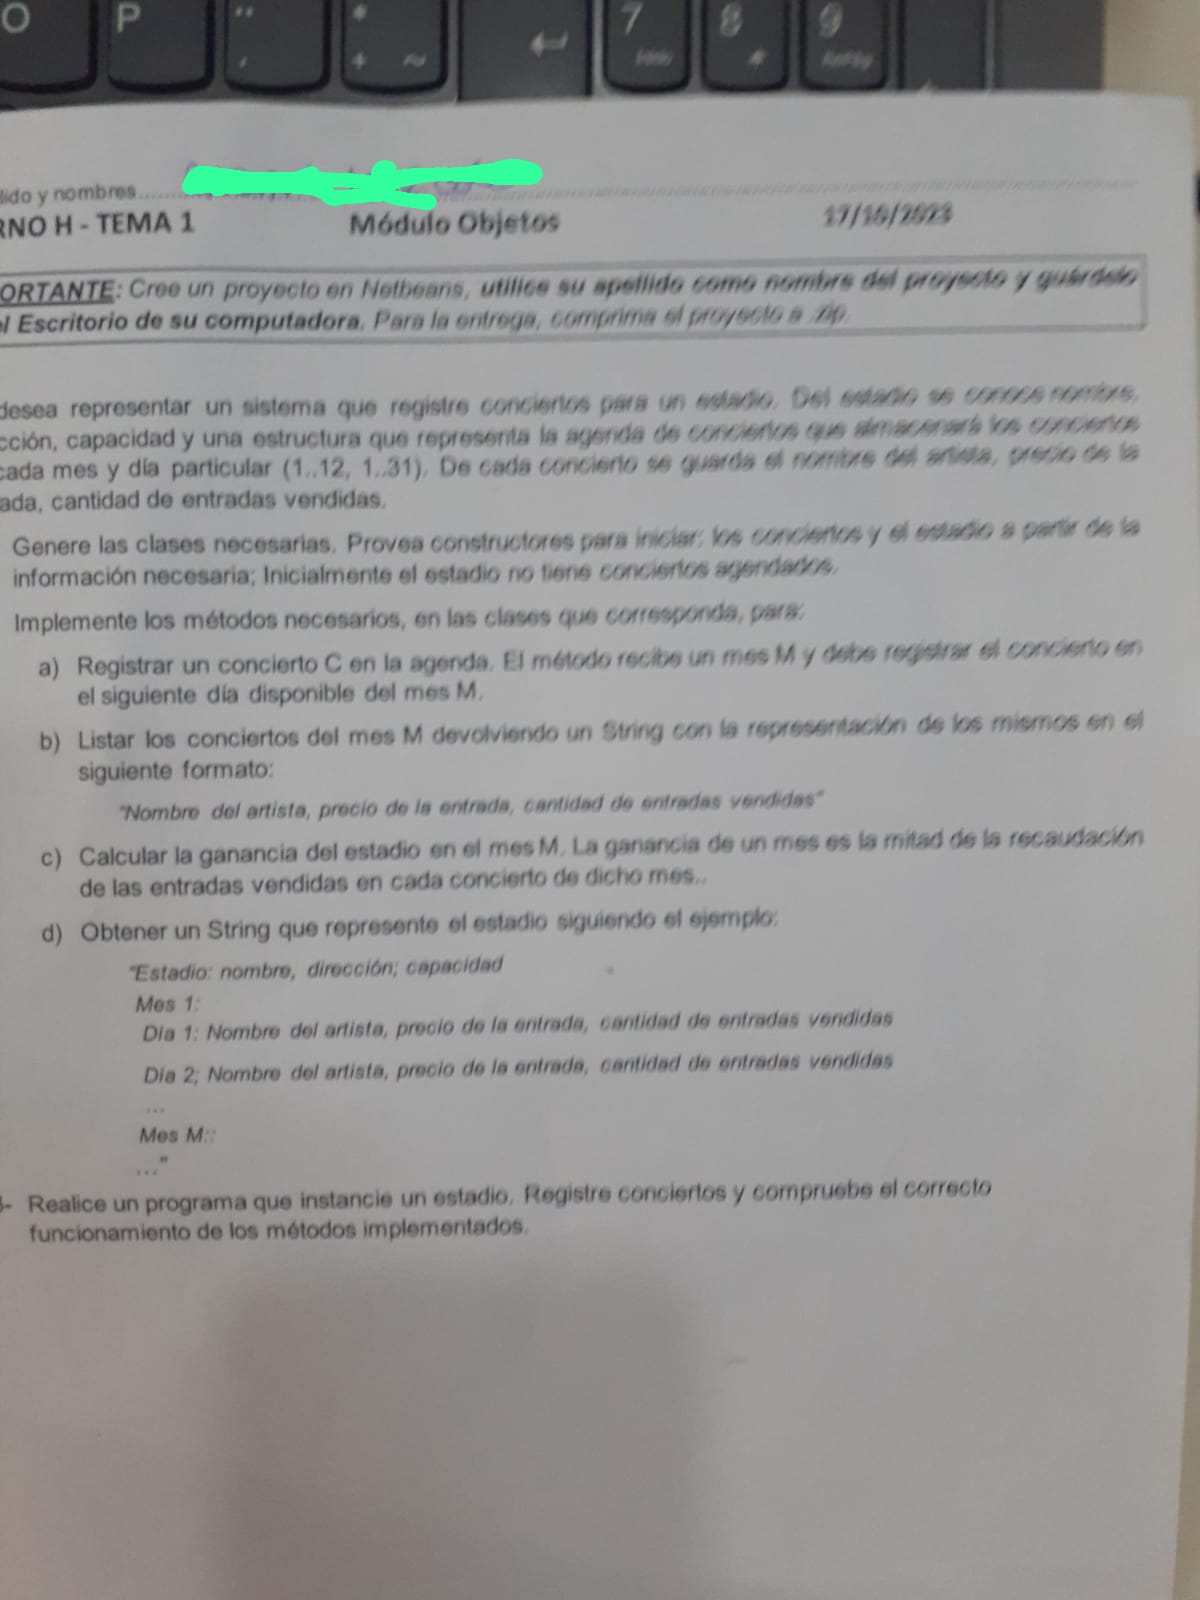 O P 7 8 9
Inicio
lido y nombres
RNO H - TEMA 1 Módulo Objetos 17/10/2023
ORTANTE: Cree un proyecto en Netbeans, utilice su apellido como nombre del proyecto y guárdelo
l Escritorio de su computadora. Para la entrega, comprima el proyecto a .zip.
desea representar un sistema que registre conciertos para un estadio. Del estadio se conoce nombre,
cción, capacidad y una estructura que representa la agenda de conciertos que almacenará los conciertos
cada mes y día particular (1..12, 1..31). De cada concierto se guarda el nombre del artista, precio de la
ada, cantidad de entradas vendidas.
Genere las clases necesarias. Provea constructores para iniciar: los conciertos y el estadio a partir de la
información necesaria; Inicialmente el estadio no tiene conciertos agendados.
Implemente los métodos necesarios, en las clases que corresponda, para:
a) Registrar un concierto C en la agenda. El método recibe un mes M y debe registrar el concierto en
el siguiente día disponible del mes M.
b) Listar los conciertos del mes M devolviendo un String con la representación de los mismos en el
siguiente formato:
"Nombre del artista, precio de la entrada, cantidad de entradas vendidas"
c) Calcular la ganancia del estadio en el mes M. La ganancia de un mes es la mitad de la recaudación
de las entradas vendidas en cada concierto de dicho mes..
d) Obtener un String que represente el estadio siguiendo el ejemplo:
"Estadio: nombre, dirección; capacidad
Mes 1:
Día 1: Nombre del artista, precio de la entrada, cantidad de entradas vendidas
Día 2; Nombre del artista, precio de la entrada, cantidad de entradas vendidas
...
Mes M::
..."
- Realice un programa que instancie un estadio. Registre conciertos y compruebe el correcto
funcionamiento de los métodos implementados.